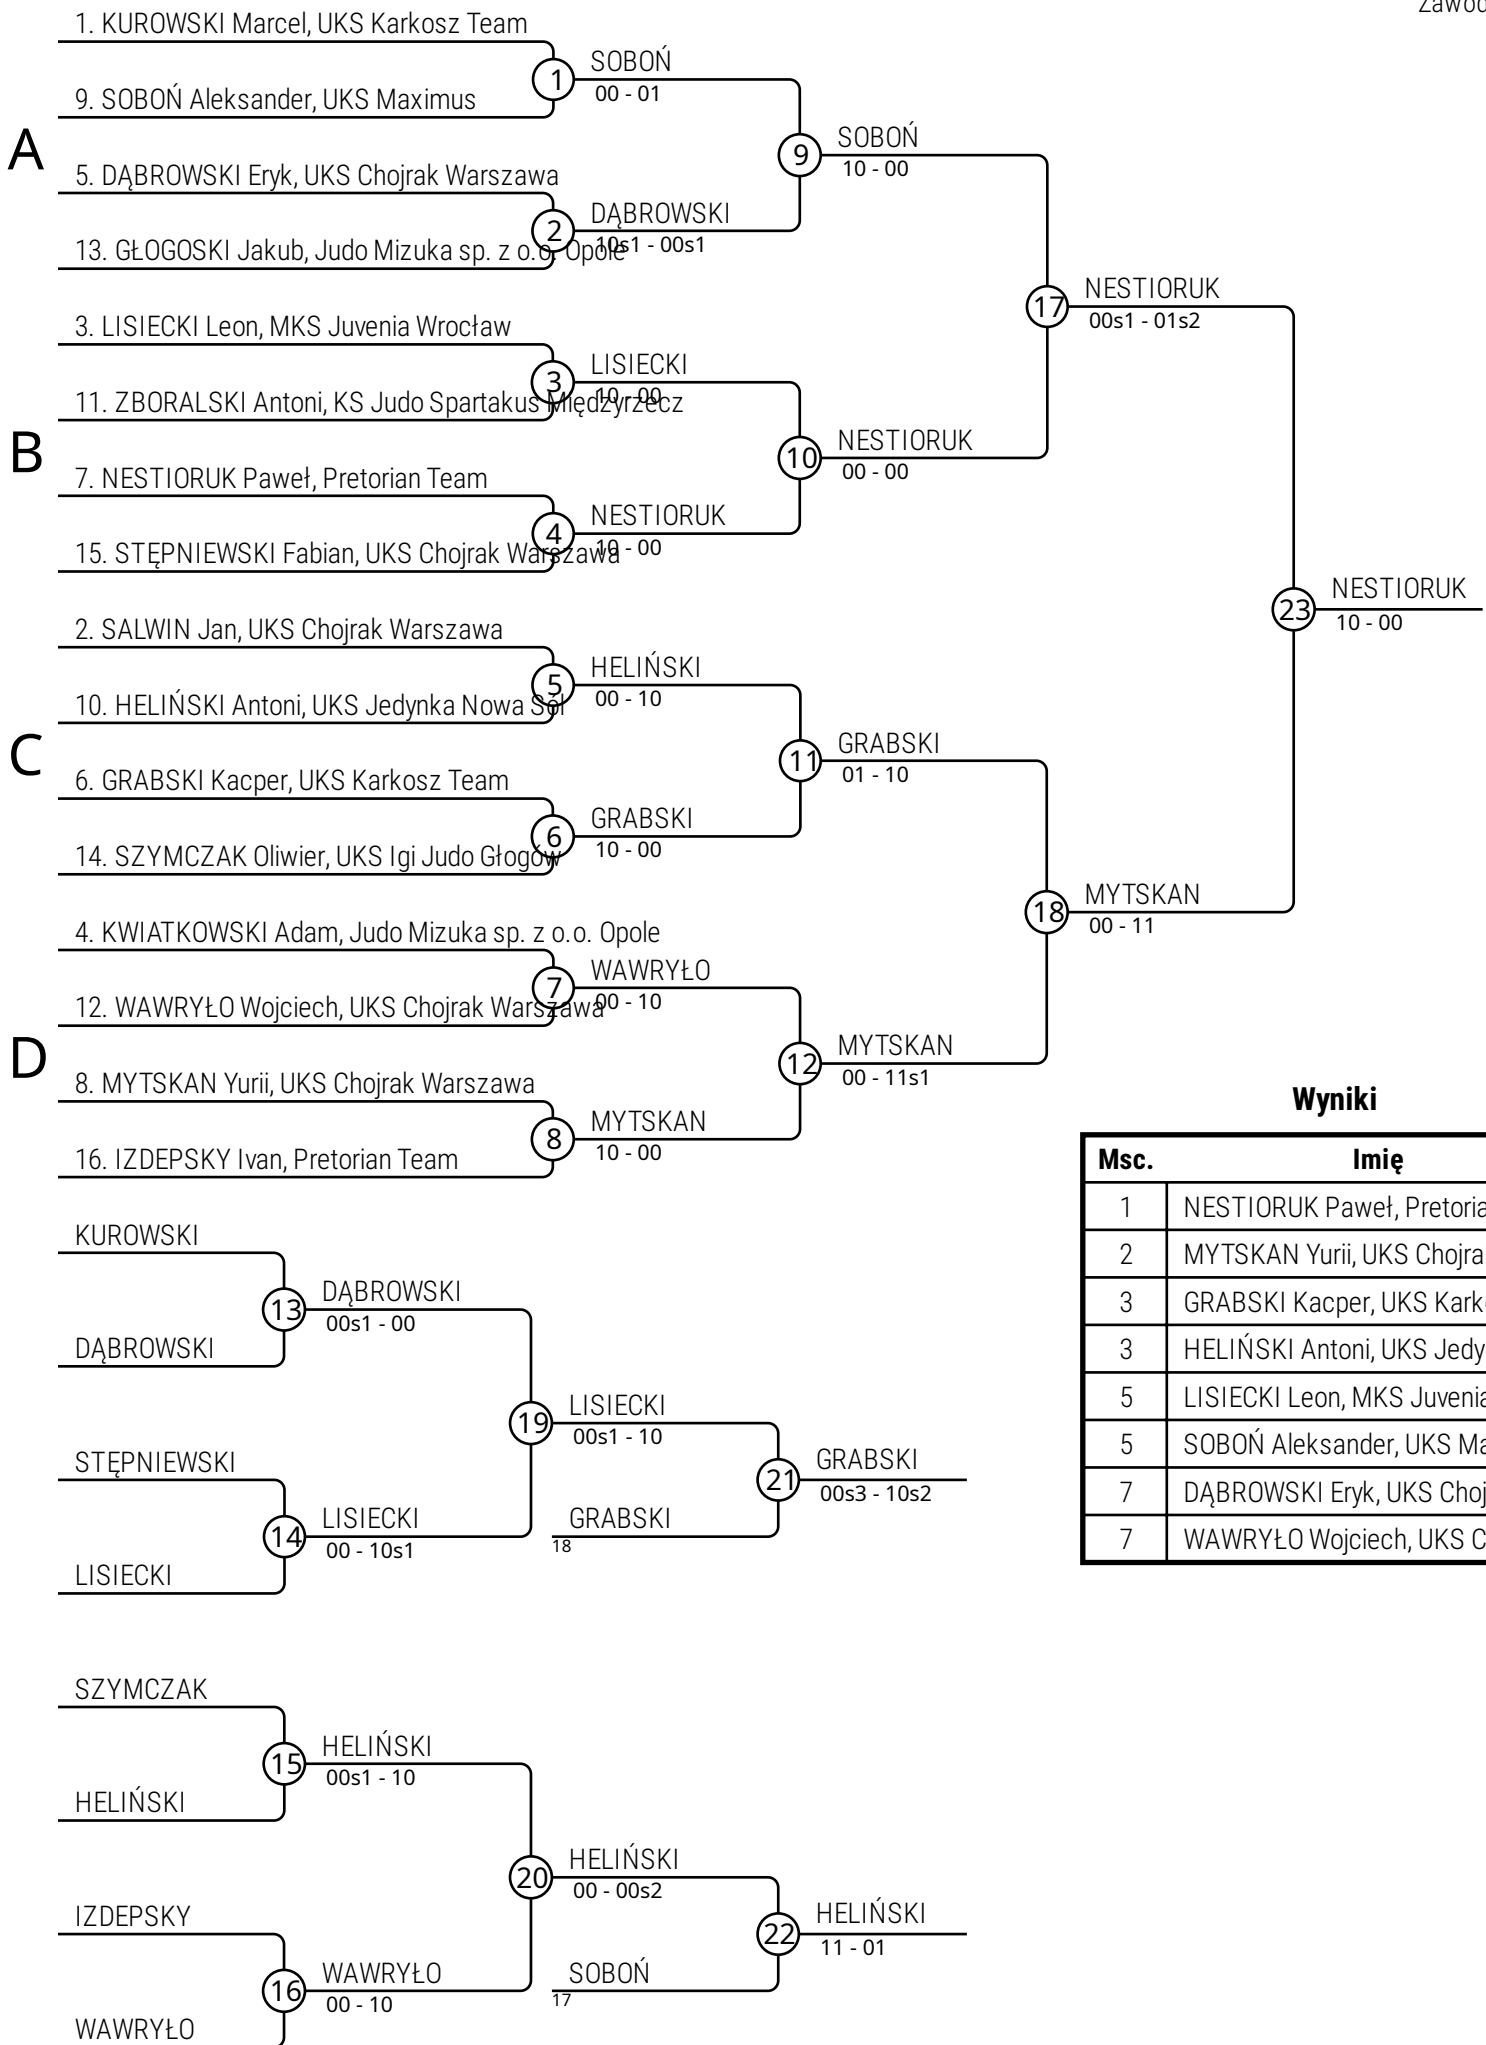 Zawod
1. KUROWSKI Marcel, UKS Karkosz Team
1
SOBOŃ
00 - 01
9. SOBOŃ Aleksander, UKS Maximus
A
9
SOBOŃ
10 - 00
5. DĄBROWSKI Eryk, UKS Chojrak Warszawa
2
DĄBROWSKI
10s1 - 00s1
13. GŁOGOSKI Jakub, Judo Mizuka sp. z o.o. Opole
17
NESTIORUK
00s1 - 01s2
3. LISIECKI Leon, MKS Juvenia Wrocław
3
LISIECKI
10 - 00
11. ZBORALSKI Antoni, KS Judo Spartakus Międzyrzecz
B
10
NESTIORUK
00 - 00
7. NESTIORUK Paweł, Pretorian Team
4
NESTIORUK
10 - 00
15. STĘPNIEWSKI Fabian, UKS Chojrak Warszawa
23
NESTIORUK
10 - 00
2. SALWIN Jan, UKS Chojrak Warszawa
5
HELIŃSKI
00 - 10
10. HELIŃSKI Antoni, UKS Jedynka Nowa Sól
C
11
GRABSKI
01 - 10
6. GRABSKI Kacper, UKS Karkosz Team
6
GRABSKI
10 - 00
14. SZYMCZAK Oliwier, UKS Igi Judo Głogów
18
MYTSKAN
00 - 11
4. KWIATKOWSKI Adam, Judo Mizuka sp. z o.o. Opole
7
WAWRYŁO
00 - 10
12. WAWRYŁO Wojciech, UKS Chojrak Warszawa
D
12
MYTSKAN
00 - 11s1
8. MYTSKAN Yurii, UKS Chojrak Warszawa
8
MYTSKAN
10 - 00
16. IZDEPSKY Ivan, Pretorian Team
KUROWSKI
13
DĄBROWSKI
00s1 - 00
DĄBROWSKI
19
LISIECKI
00s1 - 10
STĘPNIEWSKI
14
LISIECKI
00 - 10s1
LISIECKI
21
GRABSKI
00s3 - 10s2
GRABSKI
18
SZYMCZAK
15
HELIŃSKI
00s1 - 10
HELIŃSKI
20
HELIŃSKI
00 - 00s2
IZDEPSKY
16
WAWRYŁO
00 - 10
WAWRYŁO
22
HELIŃSKI
11 - 01
SOBOŃ
17
Wyniki
Msc. Imię
1 NESTIORUK Paweł, Pretoria
2 MYTSKAN Yurii, UKS Chojra
3 GRABSKI Kacper, UKS Kark
3 HELIŃSKI Antoni, UKS Jedy
5 LISIECKI Leon, MKS Juvenia
5 SOBOŃ Aleksander, UKS Ma
7 DĄBROWSKI Eryk, UKS Choj
7 WAWRYŁO Wojciech, UKS C